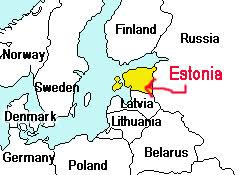 Finland
Russia
Norway
Sweden
Estonia
Latvia
Lithuania
Denmark
Germany
Poland
Belarus